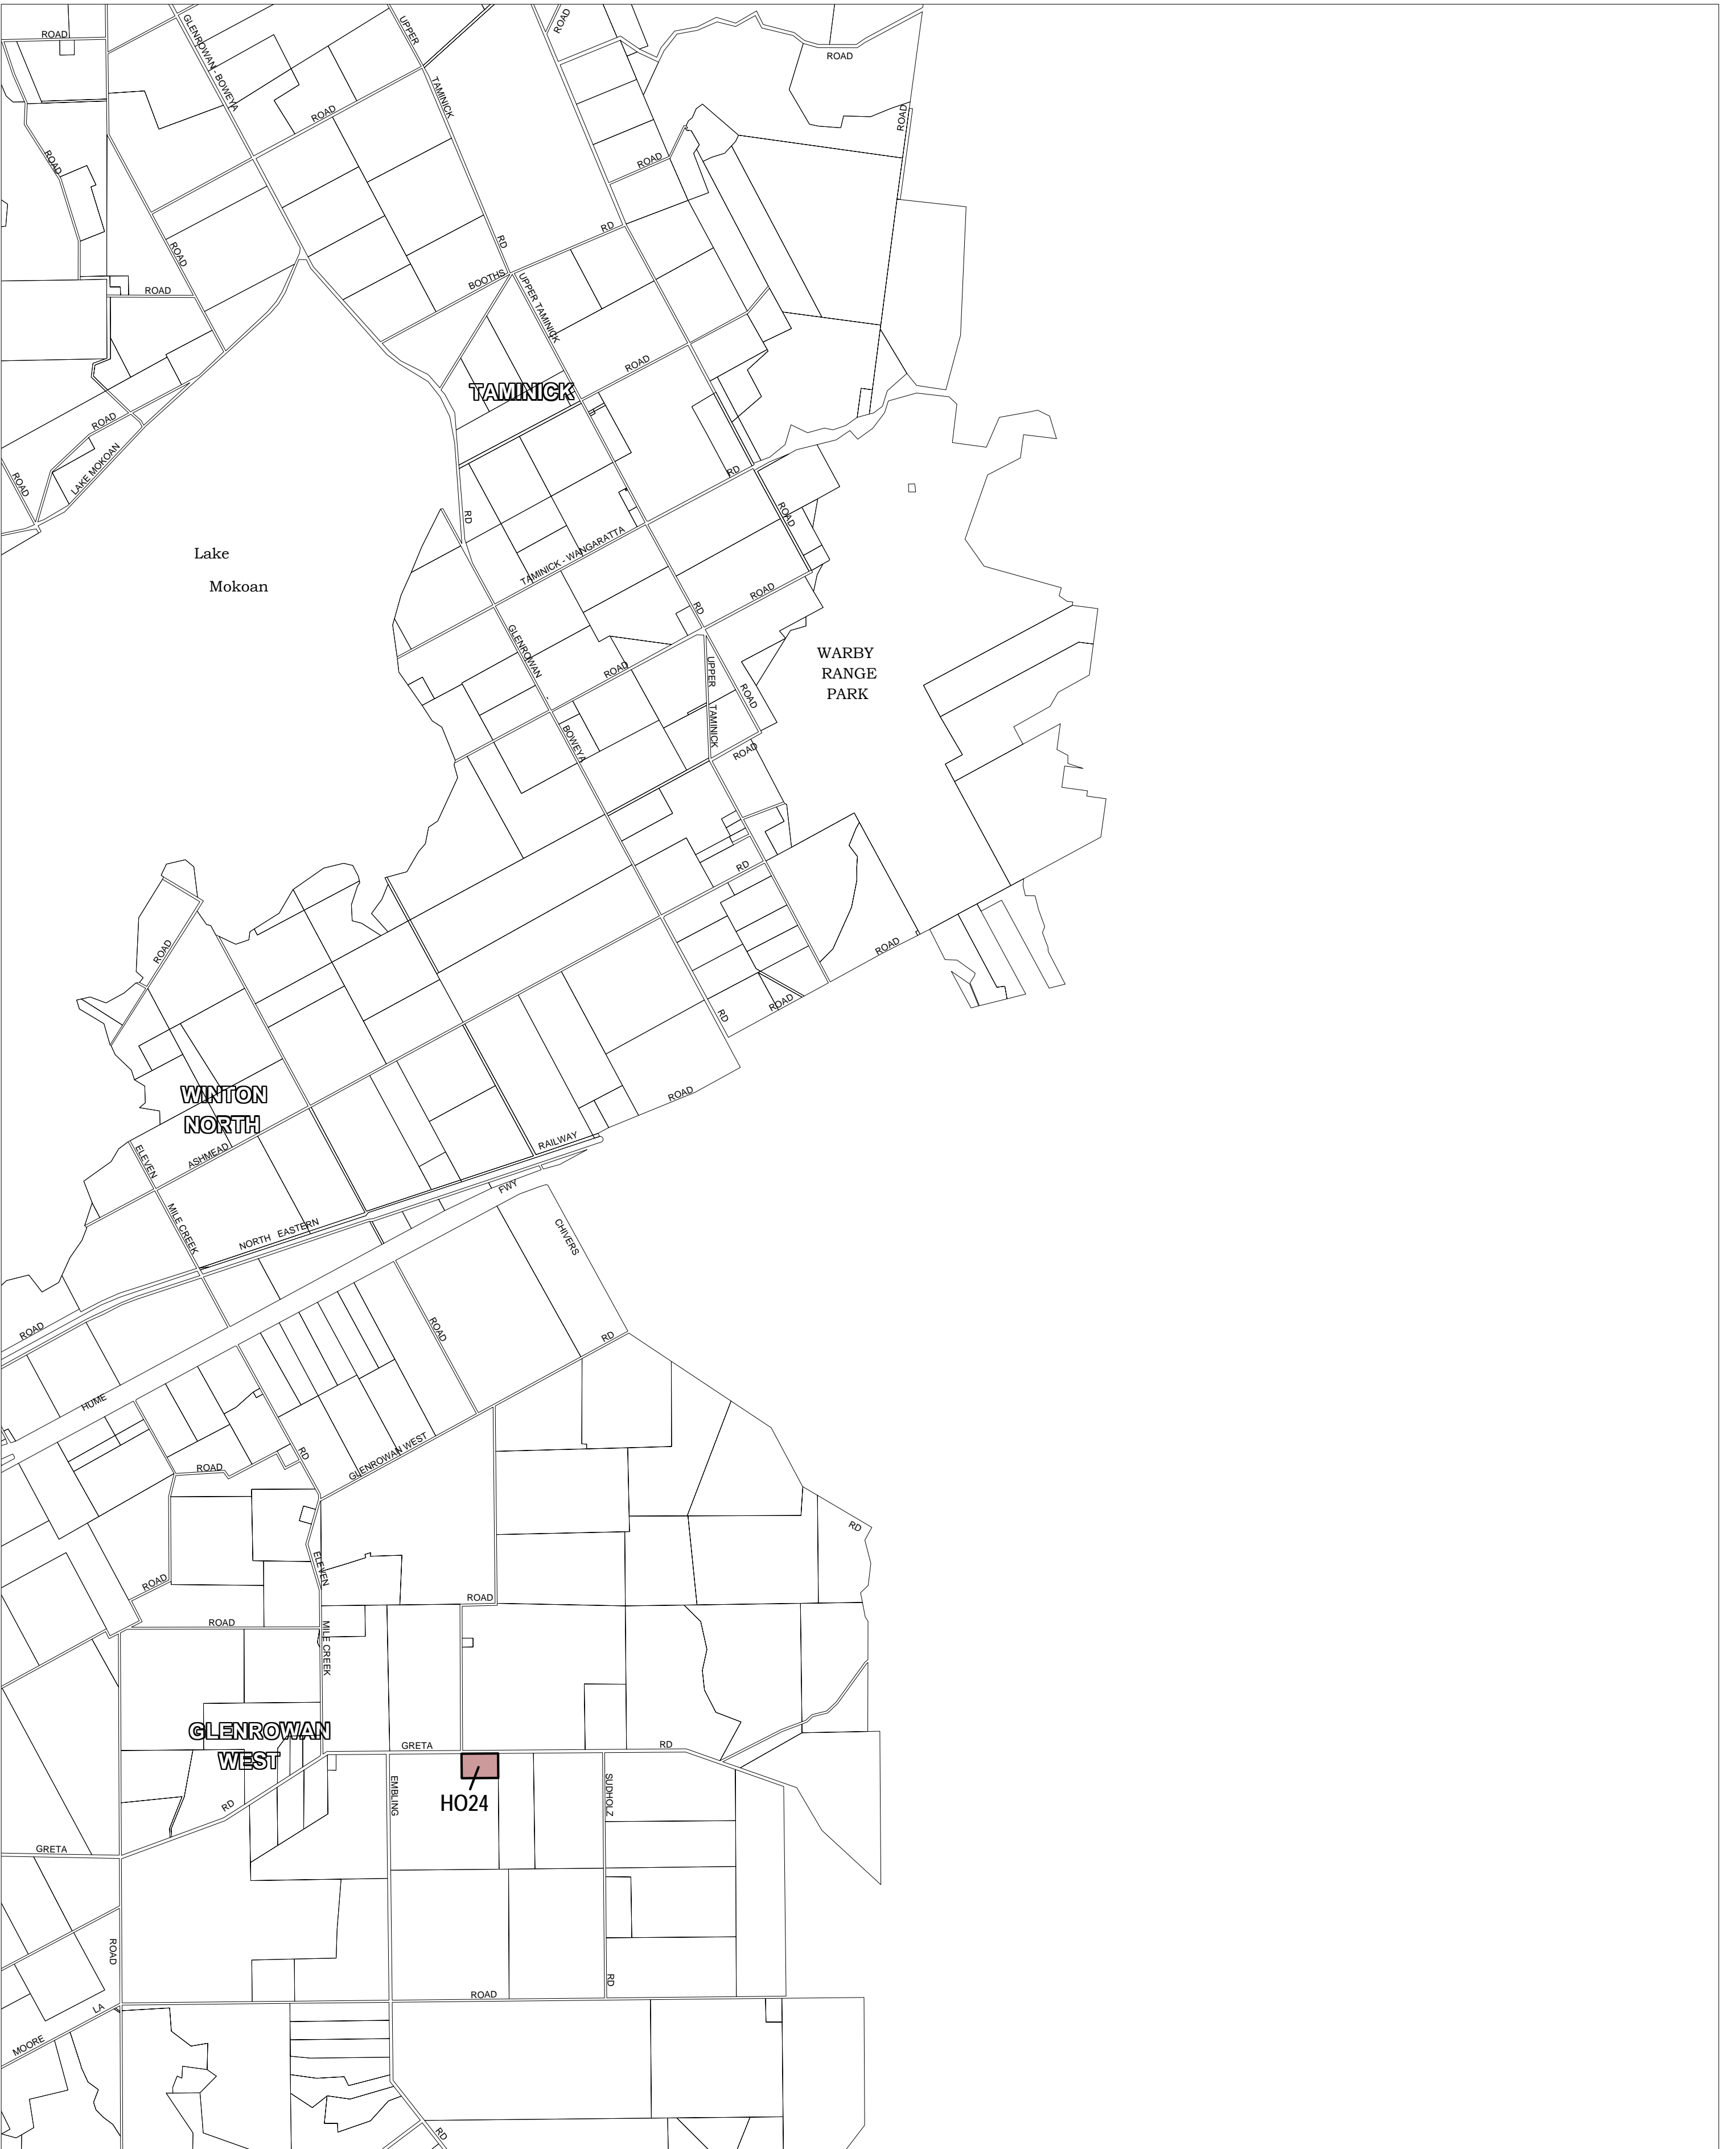 ROAD
GLENROWAN - BOWEYA
UPPER
ROAD
ROAD
ROAD
TAMINICK
ROAD
ROAD
ROAD
ROAD
ROAD
RD
RD
ROAD
BOOTHS
UPPER TAMINICK
ROAD
TAMINICK
ROAD
LAKE MOKOAN
ROAD
RD
RD
ROAD
Lake
Mokoan
TAMINICK - WANGARATTA
ROAD
RD
GLENROWAN -
WARBY
RANGE
PARK
ROAD
UPPER
TAMINICK
ROAD
BOWEYA
ROAD
RD
ROAD
ROAD
ROAD
RD
ROAD
WINTON
NORTH
RAILWAY
ELEVEN
ASHMEAD
FWY
MILE CREEK
NORTH EASTERN
CHIVERS
ROAD
ROAD
RD
HUME
RD
GLENROWAN WEST
ROAD
RD
ELEVEN
ROAD
ROAD
ROAD
MILE CREEK
GLENROWAN
WEST
GRETA
RD
EMBLING
SUDHOLZ
HO24
RD
GRETA
ROAD
RD
ROAD
LA
MOORE
RD